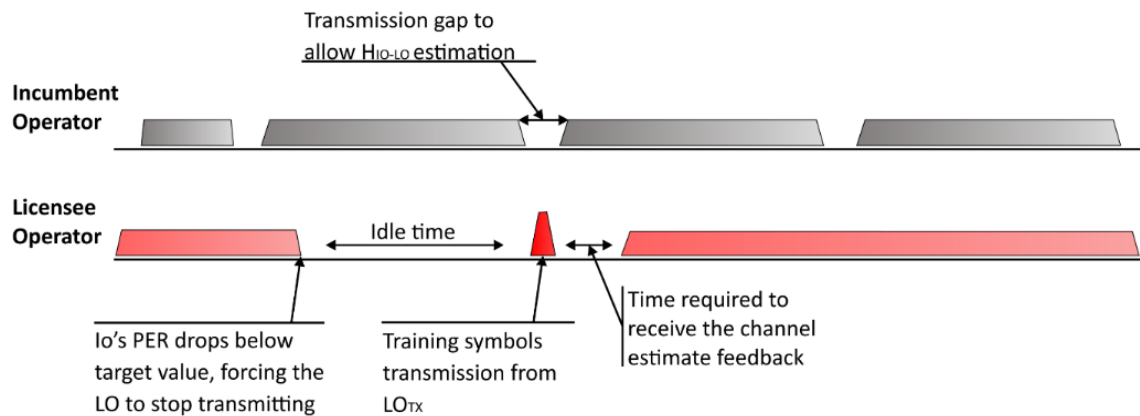 Transmission gap to
allow HIO-LO estimation
Incumbent
Operator
Licensee
Operator
Idle time
Io's PER drops below
target value, forcing the
LO to stop transmitting
Training symbols
transmission from
LOTX
Time required to
receive the channel
estimate feedback